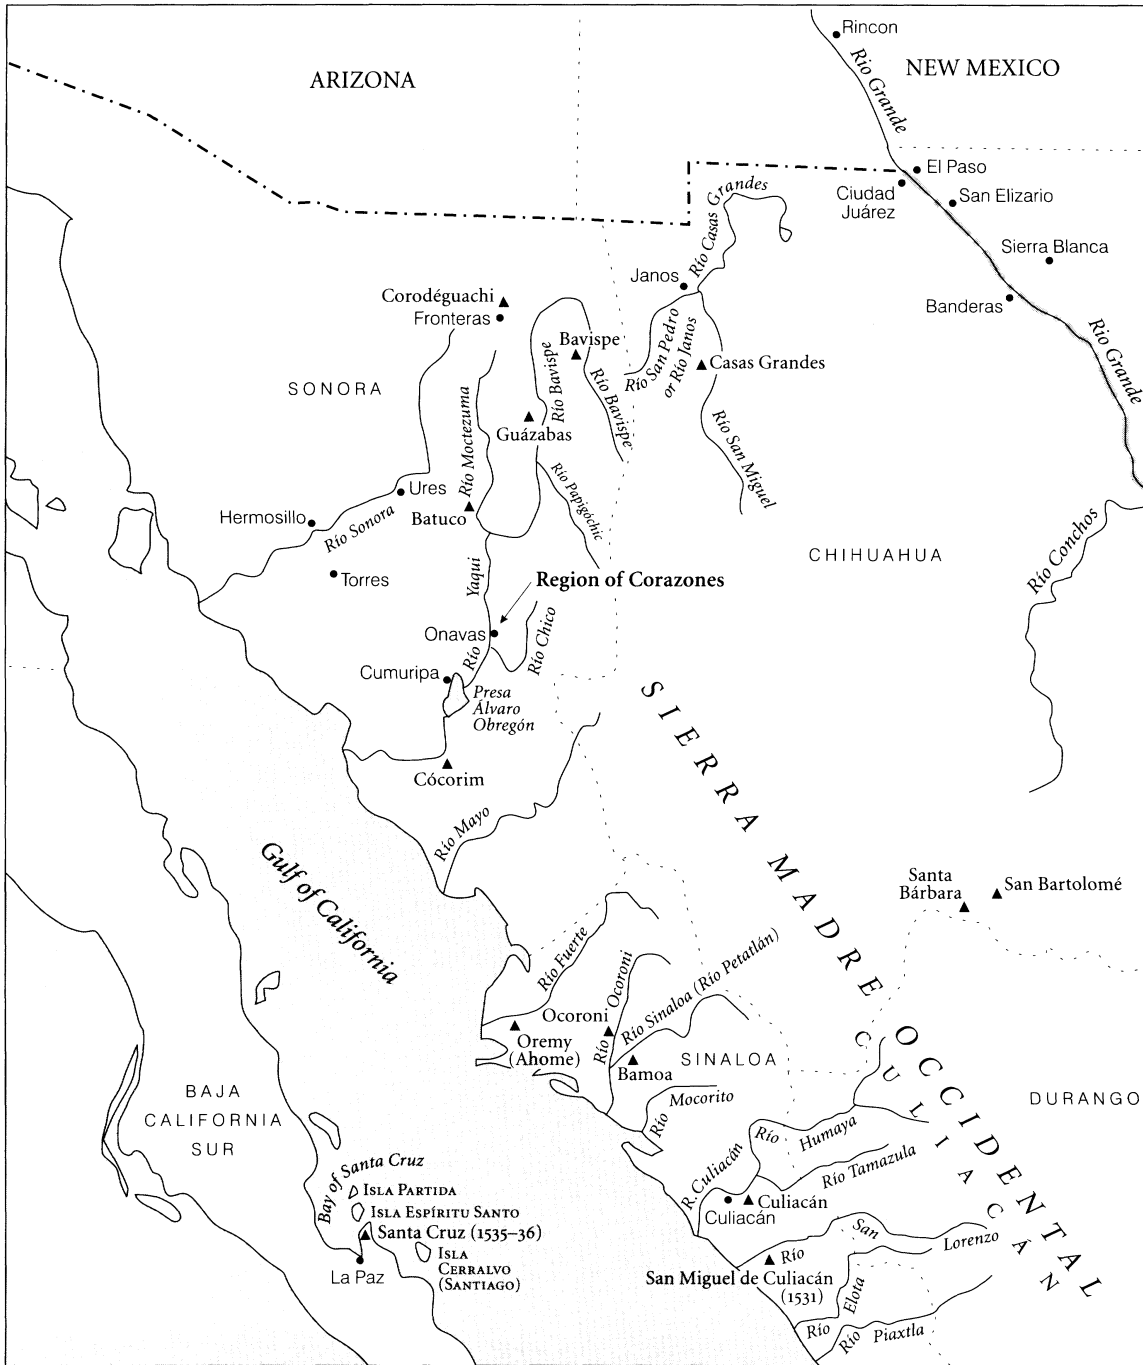 Rincon
Río Grande
NEW MEXICO
ARIZONA
El Paso
Ciudad
Juárez
San Elizario
Sierra Blanca
Banderas
Río Grande
Río Casas Grandes
Janos
Río San Pedro
or Río Janos
Casas Grandes
Río San Miguel
Corodéguachi
Fronteras
Bavispe
Río Bavispe
Río Bavispe
SONORA
Río Moctezuma
Guázabas
Río Papigóchic
Ures
Batuco
Hermosillo
Río Sonora
Torres
Río Yaqui
Region of Corazones
CHIHUAHUA
Río Conchos
Onavas
Río Chico
Cumuripa
Presa
Álvaro
Obregón
Cócorim
Río Mayo
SIERRA MADRE OCCIDENTAL
Gulf of California
Santa
Bárbara
San Bartolomé
Río Fuerte
Ocoroni
Río Ocoroni
Río Sinaloa (Río Petatlán)
Oremy
(Ahome)
Bamoa
SINALOA
CULIACÁN
DURANGO
Río Mocorito
BAJA
CALIFORNIA
SUR
Río Humaya
R. Culiacán
Río Tamazula
Culiacán
Culiacán
Bay of Santa Cruz
Isla Partida
Isla Espíritu Santo
Santa Cruz (1535–36)
Isla
Cerralvo
(Santiago)
La Paz
Río San Lorenzo
San Miguel de Culiacán
(1531)
Río Elota
Río Piaxtla